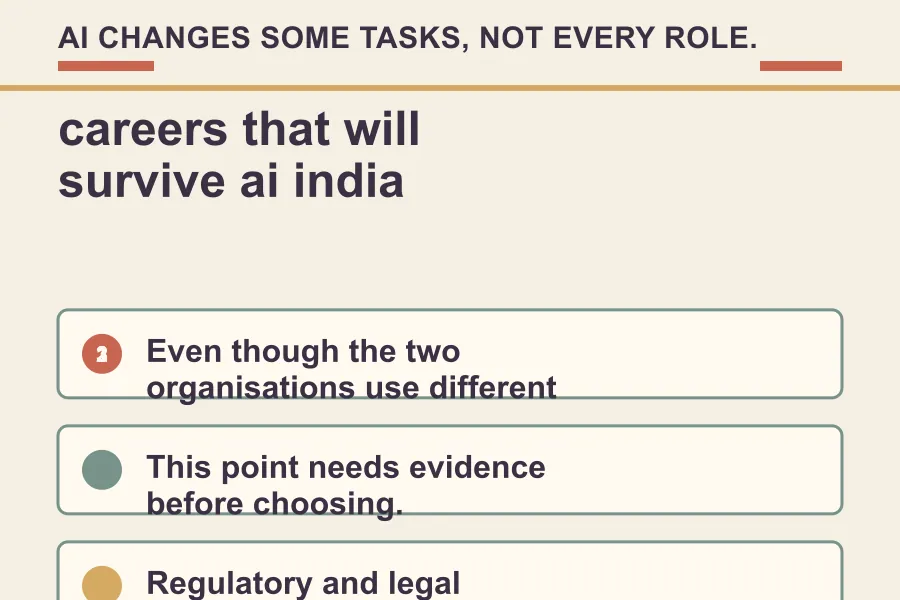 AI CHANGES SOME TASKS, NOT EVERY ROLE.
careers that will
survive ai india
Even though the two
organisations use different
This point needs evidence
before choosing.
Regulatory and legal